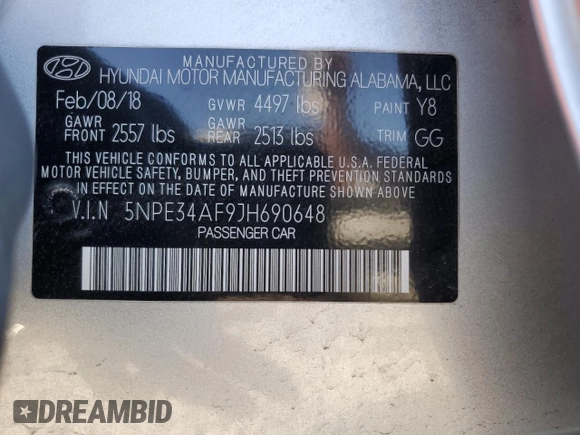 MANUFACTURED BY
HYUNDAI MOTOR MANUFACTURING ALABAMA, LLC
Feb/08/18 GVWR 4497 lbs PAINT Y8
GAWR FRONT 2557 lbs GAWR REAR 2513 lbs TRIM GG
THIS VEHICLE CONFORMS TO ALL APPLICABLE U.S.A. FEDERAL
MOTOR VEHICLE SAFETY, BUMPER, AND THEFT PREVENTION STANDARDS
IN EFFECT ON THE DATE OF MANUFACTURE SHOWN ABOVE.
V.I.N 5NPE34AF9JH690648
PASSENGER CAR
DREAMBID